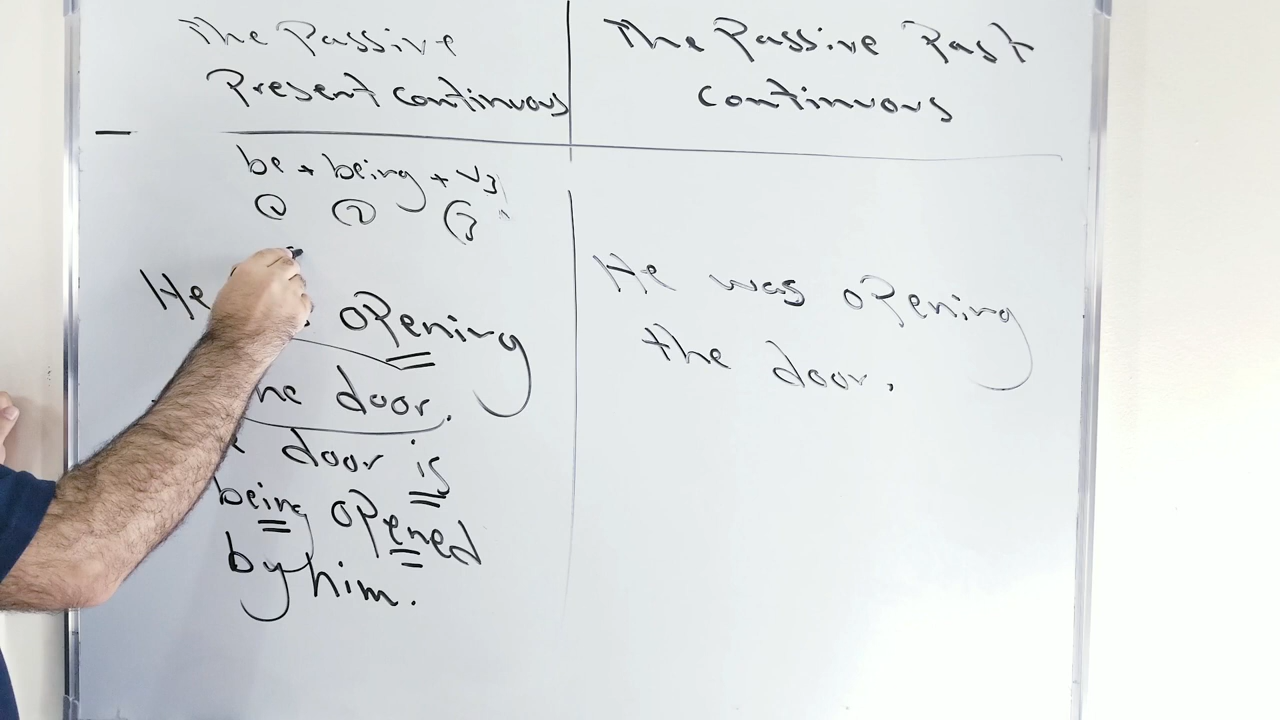 The Passive
Present continuous
be + being + V3
① ② ③
He opening
door.
door is
being opened
by him.
The Passive Past
continuous
He was opening
the door.